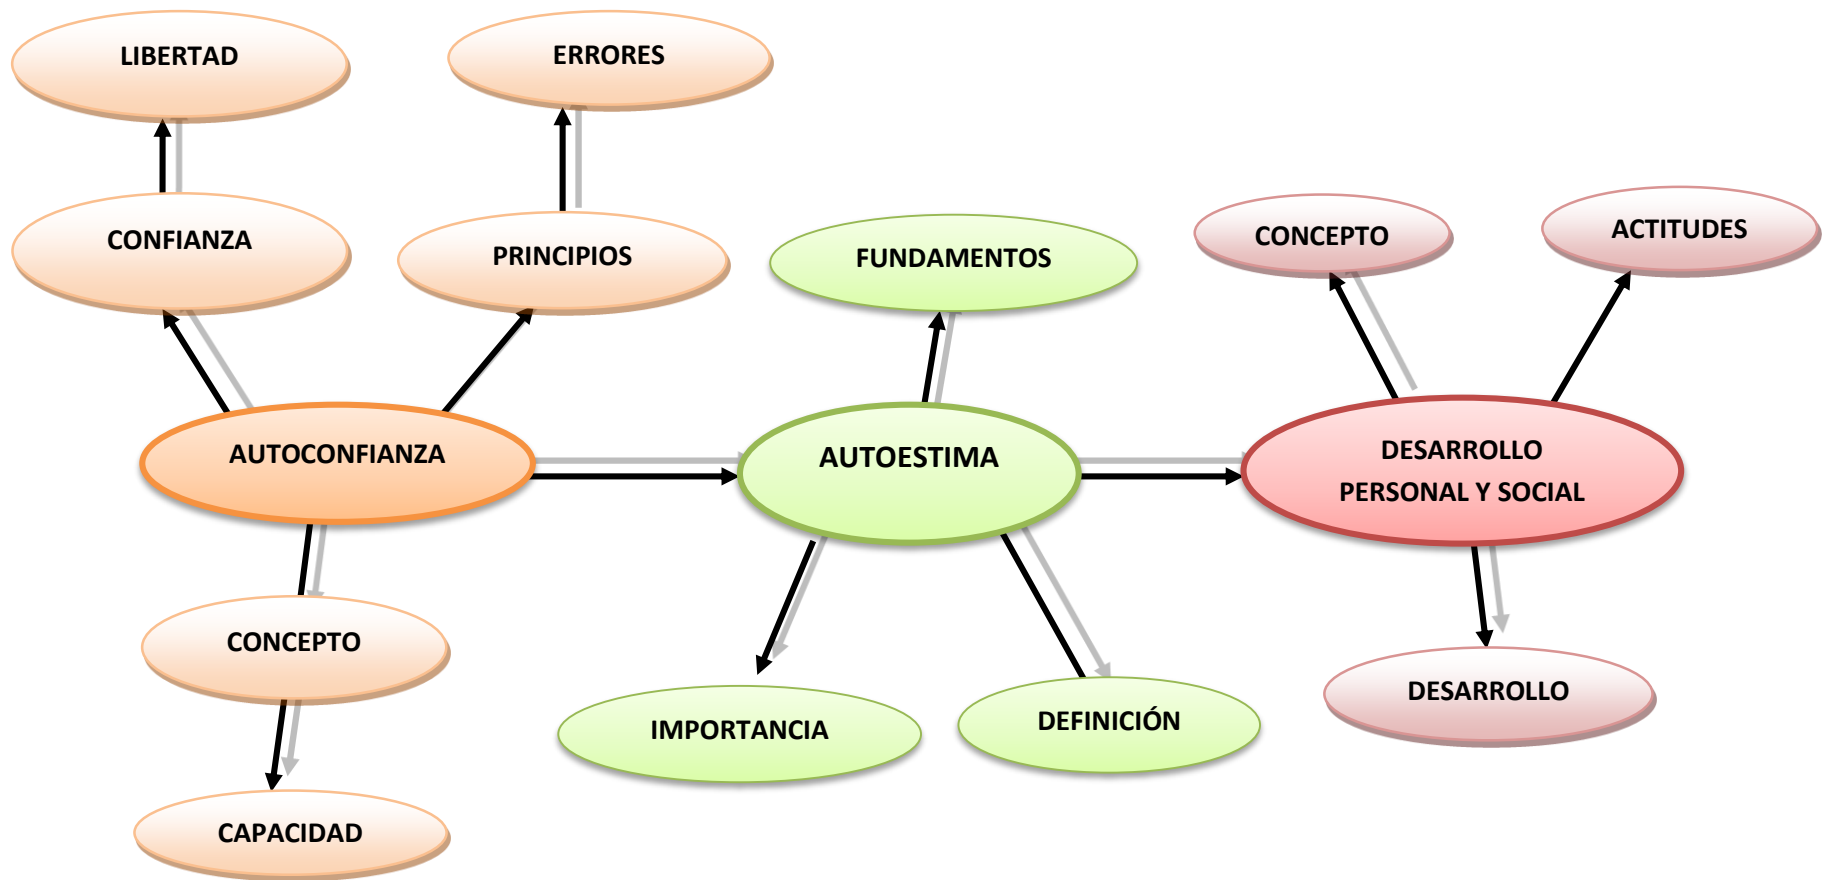 LIBERTAD
ERRORES
CONFIANZA
PRINCIPIOS
FUNDAMENTOS
CONCEPTO
ACTITUDES
AUTOCONFIANZA
AUTOESTIMA
DESARROLLO
PERSONAL Y SOCIAL
CONCEPTO
IMPORTANCIA
DEFINICIÓN
DESARROLLO
CAPACIDAD